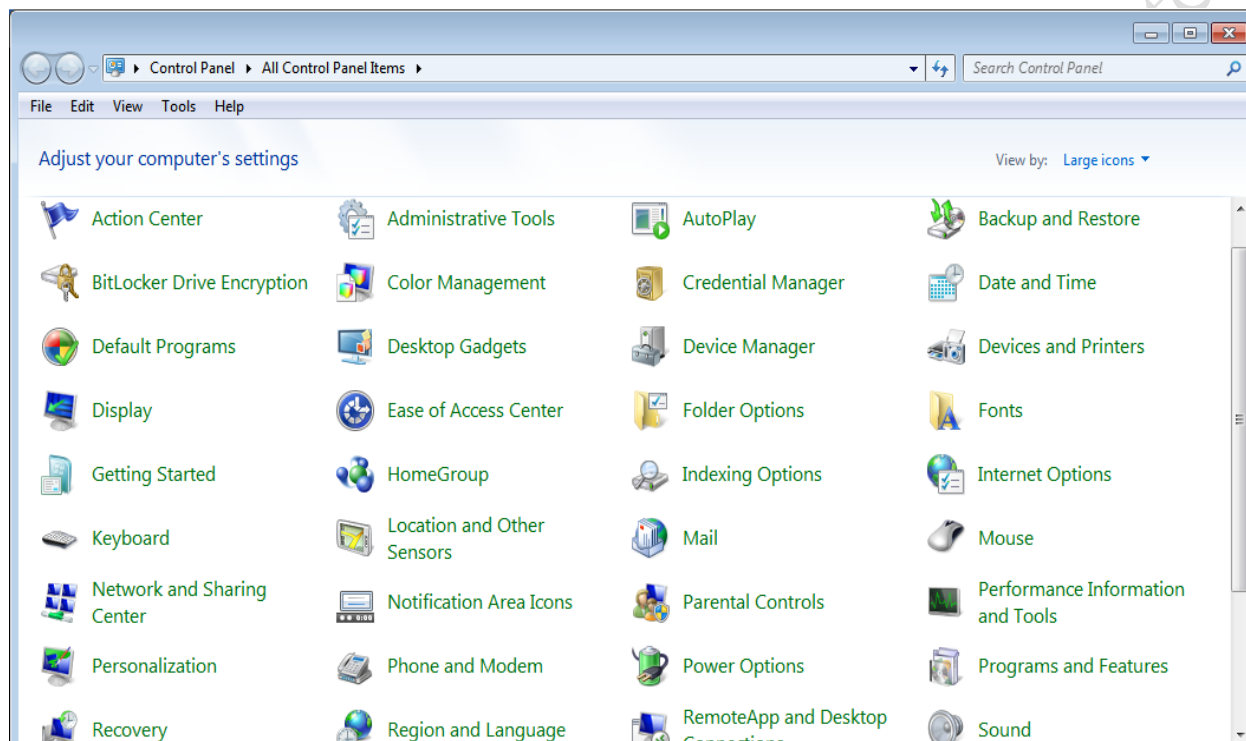 Control Panel
All Control Panel Items
Search Control Panel
File Edit View Tools Help
Adjust your computer's settings
View by: Large icons
Action Center
Administrative Tools
AutoPlay
Backup and Restore
BitLocker Drive Encryption
Color Management
Credential Manager
Date and Time
Default Programs
Desktop Gadgets
Device Manager
Devices and Printers
Display
Ease of Access Center
Folder Options
Fonts
Getting Started
HomeGroup
Indexing Options
Internet Options
Keyboard
Location and Other
Sensors
Mail
Mouse
Network and Sharing
Center
Notification Area Icons
Parental Controls
Performance Information
and Tools
Personalization
Phone and Modem
Power Options
Programs and Features
Recovery
Region and Language
RemoteApp and Desktop
Sound